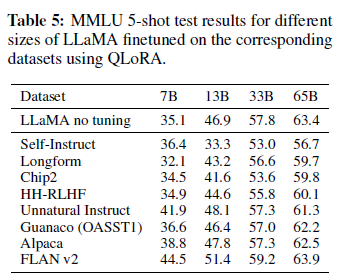 Table 5: MMLU 5-shot test results for different
sizes of LLaMA finetuned on the corresponding
datasets using QLoRA.
Dataset 7B 13B 33B 65B
LLaMA no tuning 35.1 46.9 57.8 63.4
Self-Instruct 36.4 33.3 53.0 56.7
Longform 32.1 43.2 56.6 59.7
Chip2 34.5 41.6 53.6 59.8
HH-RLHF 34.9 44.6 55.8 60.1
Unnatural Instruct 41.9 48.1 57.3 61.3
Guanaco (OASST1) 36.6 46.4 57.0 62.2
Alpaca 38.8 47.8 57.3 62.5
FLAN v2 44.5 51.4 59.2 63.9